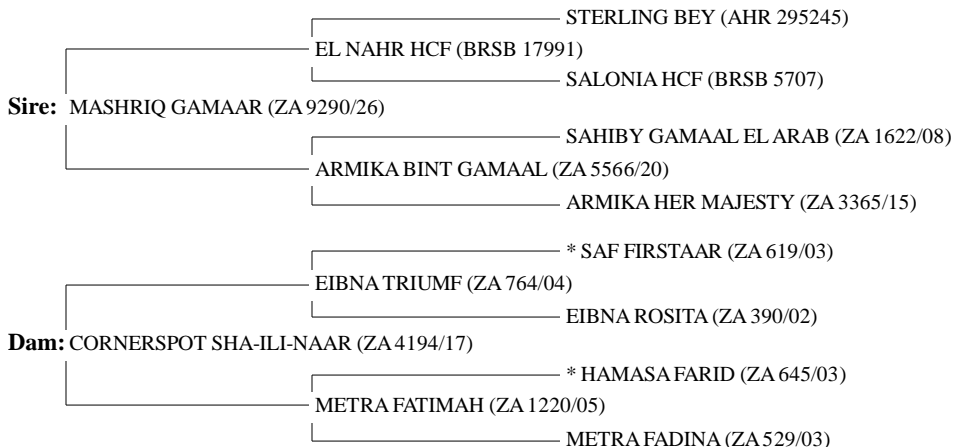 STERLING BEY (AHR 295245)
EL NAHR HCF (BRSB 17991)
SALONIA HCF (BRSB 5707)
Sire: MASHRIQ GAMAAR (ZA 9290/26)
SAHIBY GAMAAL EL ARAB (ZA 1622/08)
ARMIKA BINT GAMAAL (ZA 5566/20)
ARMIKA HER MAJESTY (ZA 3365/15)
* SAF FIRSTAAR (ZA 619/03)
EIBNA TRIUMF (ZA 764/04)
EIBNA ROSITA (ZA 390/02)
Dam: CORNERSPOT SHA-ILI-NAAR (ZA 4194/17)
* HAMASA FARID (ZA 645/03)
METRA FATIMAH (ZA 1220/05)
METRA FADINA (ZA 529/03)